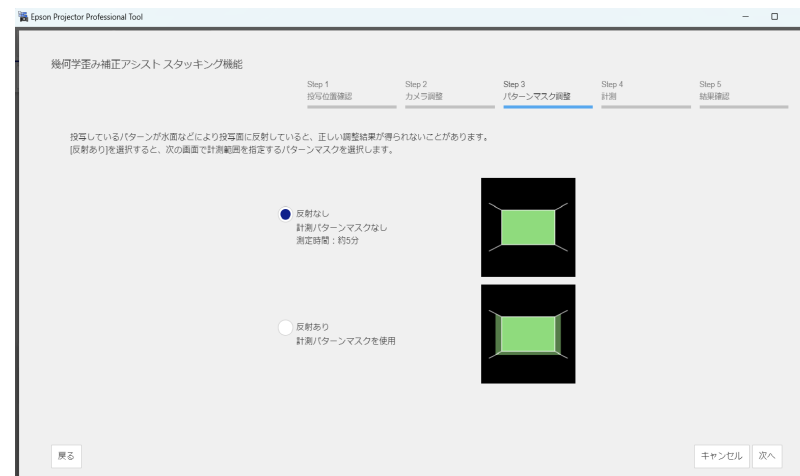 Epson Projector Professional Tool
幾何学歪み補正アシスト スタッキング機能
Step 1
投写位置確認
Step 2
カメラ調整
Step 3
パターンマスク調整
Step 4
計測
Step 5
結果確認
投写しているパターンが水面などにより投写面に反射していると、正しい調整結果が得られないことがあります。
[反射あり]を選択すると、次の画面で計測範囲を指定するパターンマスクを選択します。
反射なし
計測パターンマスクなし
測定時間：約5分
反射あり
計測パターンマスクを使用
戻る
キャンセル
次へ